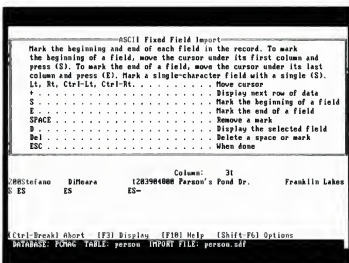 ASCII Fixed Field Import
Mark the beginning and end of each field in the record. To mark
the beginning of a field, move the cursor under its first column and
press (S). To mark the end of a field, move the cursor under its last
column and press (E). Mark a single-character field with a single (S).
Lt, Rt, Ctrl-Lt, Ctrl-Rt. . . . . . . . . . Move cursor
+ . . . . . . . . . . . . . . . . . . . . . Display next row of data
S . . . . . . . . . . . . . . . . . . . . . Mark the beginning of a field
E . . . . . . . . . . . . . . . . . . . . . Mark the end of a field
SPACE . . . . . . . . . . . . . . . . . . . Remove a mark
D . . . . . . . . . . . . . . . . . . . . . Display the selected field
Del . . . . . . . . . . . . . . . . . . . . Delete a space or mark
ESC . . . . . . . . . . . . . . . . . . . . When done
Column: 31
200Stefano DiMeara t203904000 Parson's Pond Dr. Franklin Lakes
S ES ES ES-
[Ctrl-Break] Abort [F3] Display [F10] Help [Shift-F6] Options
DATABASE: PCMAG TABLE: person IMPORT FILE: person.sdf